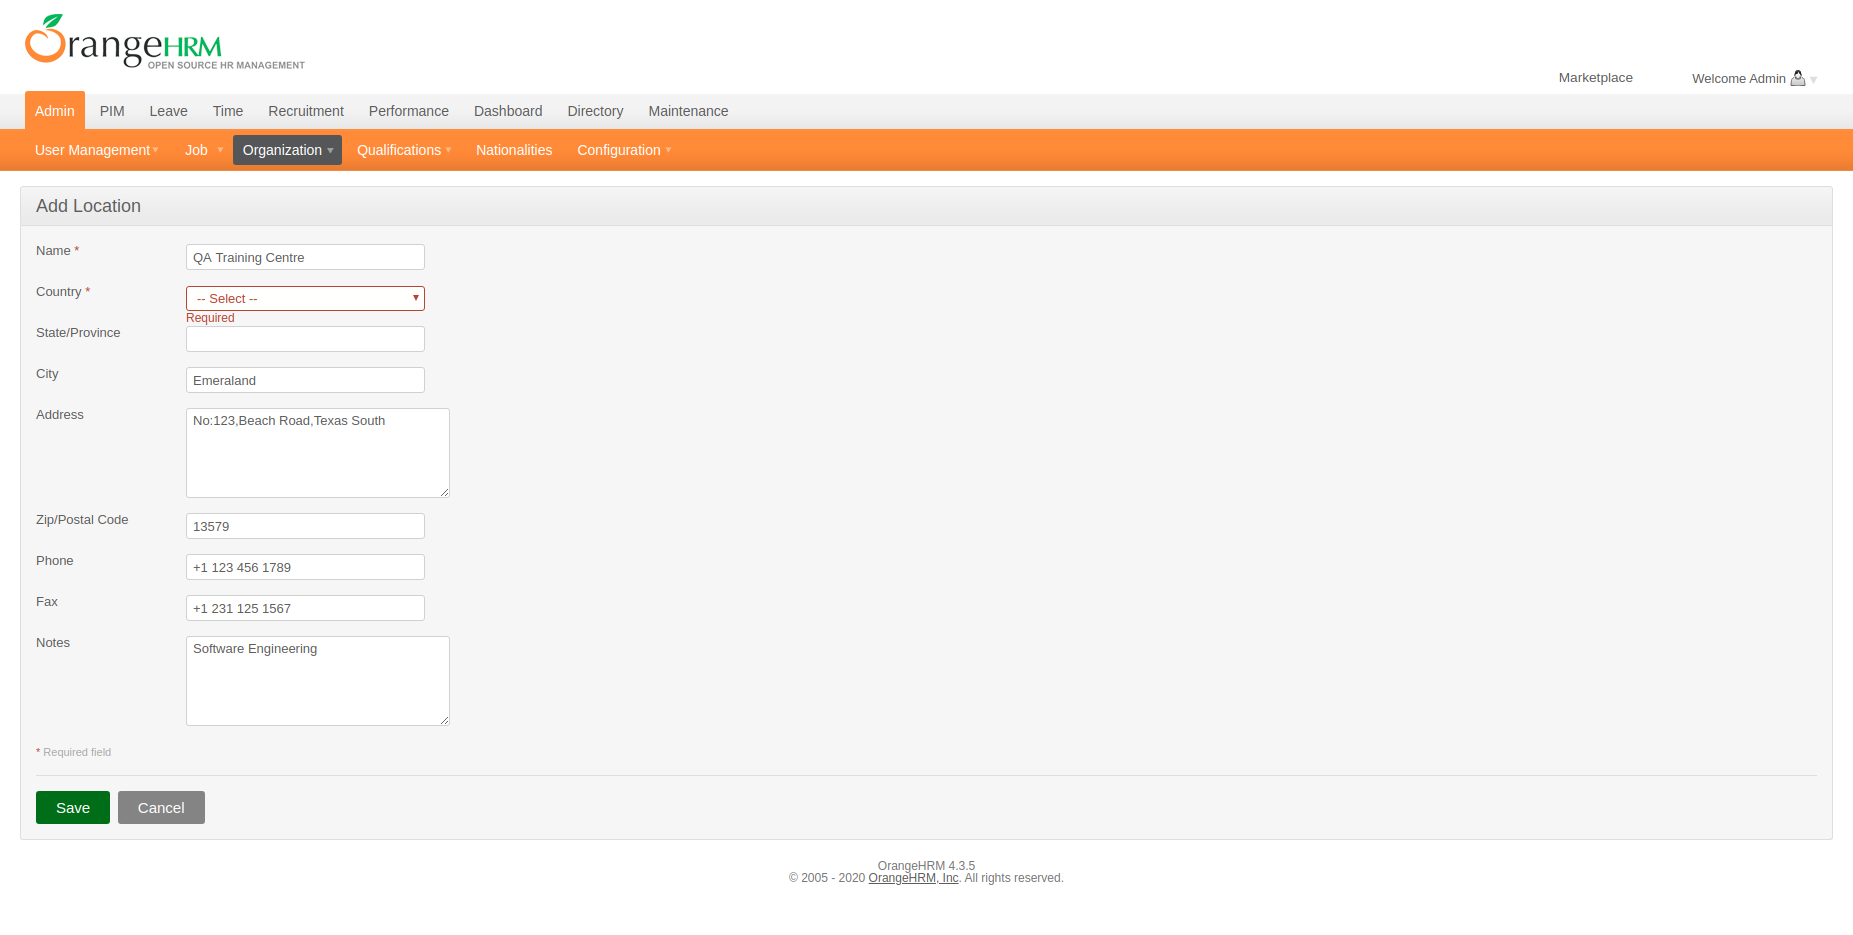 OrangeHRM
OPEN SOURCE HR MANAGEMENT
Marketplace
Welcome Admin
Admin PIM Leave Time Recruitment Performance Dashboard Directory Maintenance
User Management Job Organization Qualifications Nationalities Configuration
Add Location
Name * QA Training Centre
Country * -- Select --
Required
State/Province
City Emeraland
Address No:123,Beach Road,Texas South
Zip/Postal Code 13579
Phone +1 123 456 1789
Fax +1 231 125 1567
Notes Software Engineering
* Required field
Save Cancel
OrangeHRM 4.3.5
© 2005 - 2020 OrangeHRM, Inc. All rights reserved.